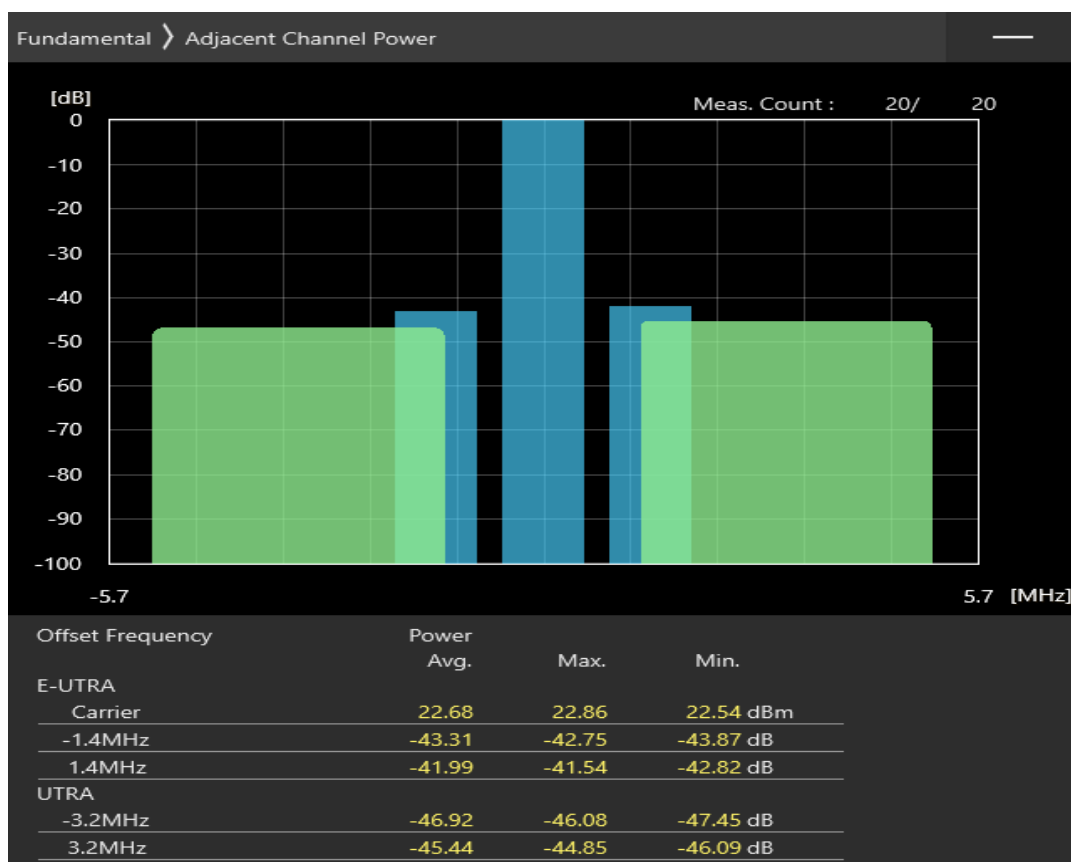 Fundamental 》 Adjacent Channel Power
[dB]
Meas. Count : 20/ 20
0
-10
-20
-30
-40
-50
-60
-70
-80
-90
-100
-5.7 5.7 [MHz]
Offset Frequency Power
Avg. Max. Min.
E-UTRA
Carrier 22.68 22.86 22.54 dBm
-1.4MHz -43.31 -42.75 -43.87 dB
1.4MHz -41.99 -41.54 -42.82 dB
UTRA
-3.2MHz -46.92 -46.08 -47.45 dB
3.2MHz -45.44 -44.85 -46.09 dB